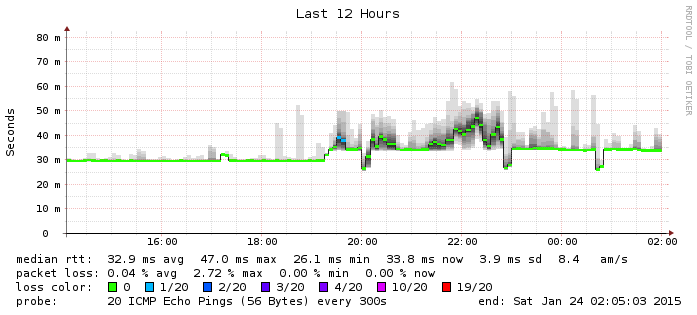 Last 12 Hours
RRDTOOL / TOBI OETIKER
Seconds
80 m
70 m
60 m
50 m
40 m
30 m
20 m
10 m
0
16:00 18:00 20:00 22:00 00:00 02:00
median rtt: 32.9 ms avg 47.0 ms max 26.1 ms min 33.8 ms now 3.9 ms sd 8.4 am/s
packet loss: 0.04 % avg 2.72 % max 0.00 % min 0.00 % now
loss color: 0 1/20 2/20 3/20 4/20 10/20 19/20
probe: 20 ICMP Echo Pings (56 Bytes) every 300s end: Sat Jan 24 02:05:03 2015